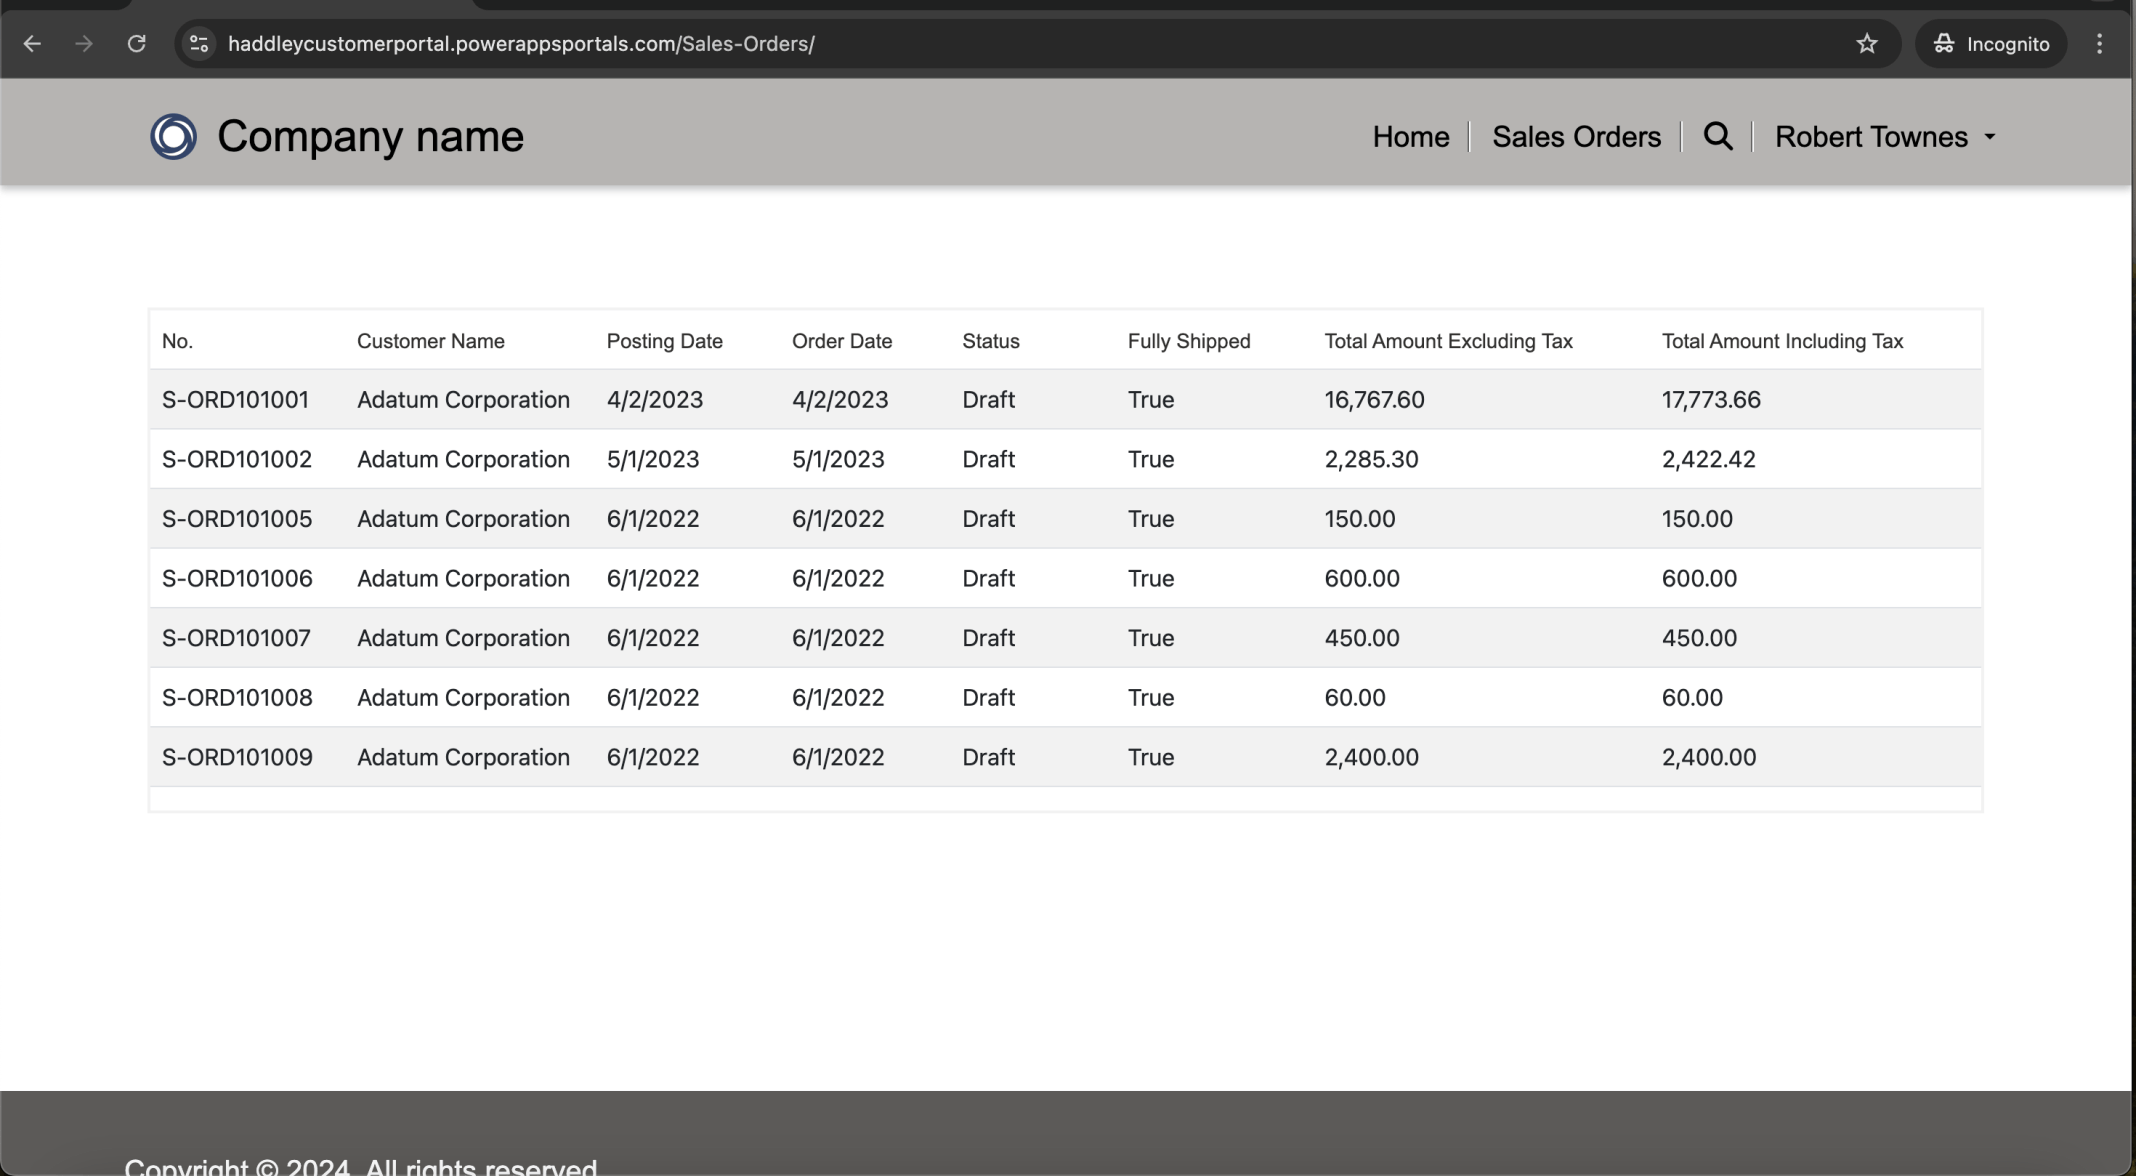 haddleycustomerportal.powerappsportals.com/Sales-Orders/ Incognito
Company name Home Sales Orders Robert Townes
No. Customer Name Posting Date Order Date Status Fully Shipped Total Amount Excluding Tax Total Amount Including Tax
S-ORD101001 Adatum Corporation 4/2/2023 4/2/2023 Draft True 16,767.60 17,773.66
S-ORD101002 Adatum Corporation 5/1/2023 5/1/2023 Draft True 2,285.30 2,422.42
S-ORD101005 Adatum Corporation 6/1/2022 6/1/2022 Draft True 150.00 150.00
S-ORD101006 Adatum Corporation 6/1/2022 6/1/2022 Draft True 600.00 600.00
S-ORD101007 Adatum Corporation 6/1/2022 6/1/2022 Draft True 450.00 450.00
S-ORD101008 Adatum Corporation 6/1/2022 6/1/2022 Draft True 60.00 60.00
S-ORD101009 Adatum Corporation 6/1/2022 6/1/2022 Draft True 2,400.00 2,400.00
Copyright © 2024. All rights reserved.